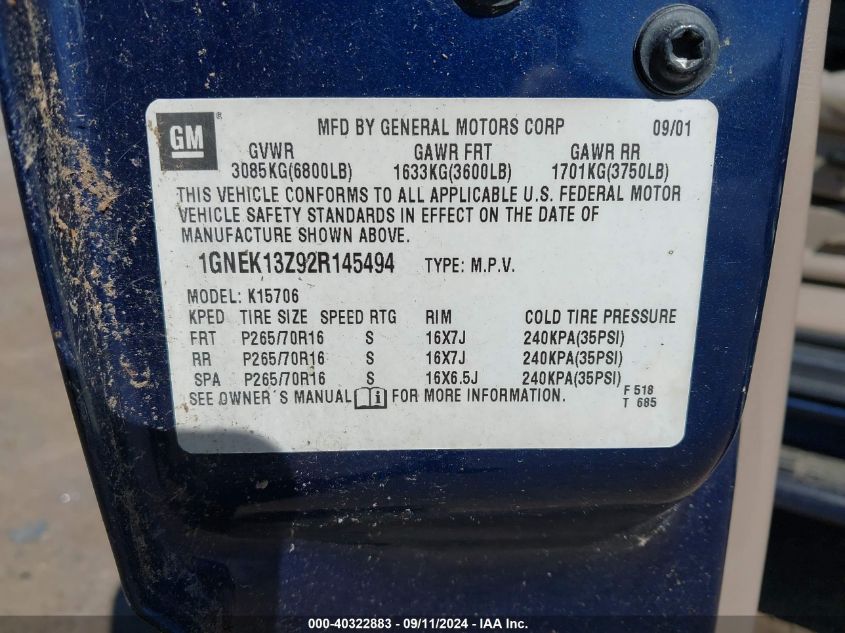 GM ®
MFD BY GENERAL MOTORS CORP 09/01
GVWR GAWR FRT GAWR RR
3085KG(6800LB) 1633KG(3600LB) 1701KG(3750LB)
THIS VEHICLE CONFORMS TO ALL APPLICABLE U.S. FEDERAL MOTOR
VEHICLE SAFETY STANDARDS IN EFFECT ON THE DATE OF
MANUFACTURE SHOWN ABOVE.
1GNEK13Z92R145494 TYPE: M.P.V.
MODEL: K15706
KPED TIRE SIZE SPEED RTG RIM COLD TIRE PRESSURE
FRT P265/70R16 S 16X7J 240KPA(35PSI)
RR P265/70R16 S 16X7J 240KPA(35PSI)
SPA P265/70R16 S 16X6.5J 240KPA(35PSI)
SEE OWNER'S MANUAL i FOR MORE INFORMATION.
F 518
T 685
000-40322883 - 09/11/2024 - IAA Inc.